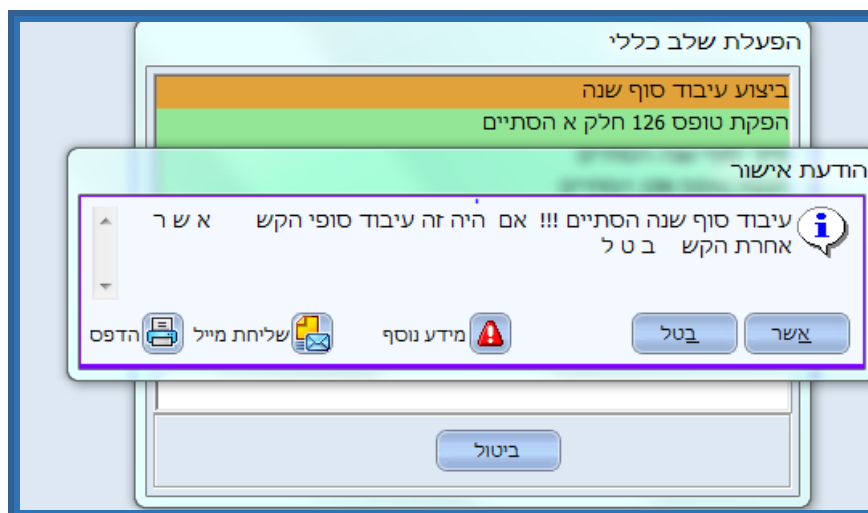 הפעלת שלב כללי
ביצוע עיבוד סוף שנה
הפקת טופס 126 חלק א הסתיים
הודעת אישור
עיבוד סוף שנה הסתיים !!! אם היה זה עיבוד סופי הקש א ש ר
אחרת הקש ב ט ל
אשר
בטל
מידע נוסף
שליחת מייל
הדפס
ביטול